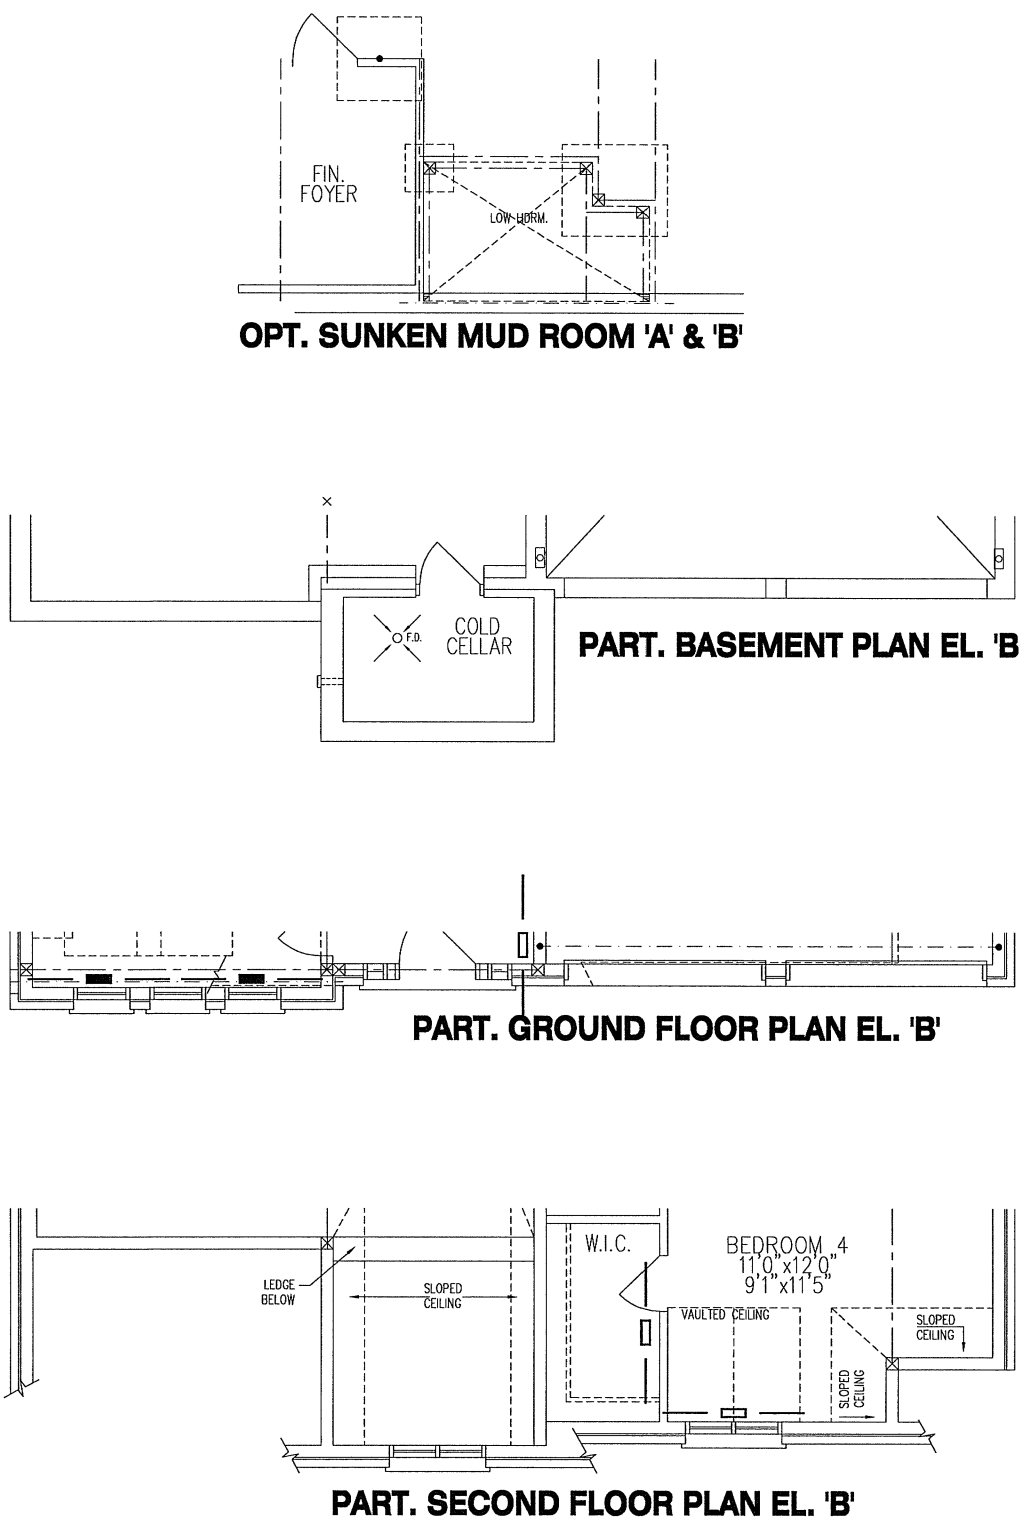 FIN.
FOYER
LOW HDRM.
OPT. SUNKEN MUD ROOM 'A' & 'B'
F.D.
COLD
CELLAR
PART. BASEMENT PLAN EL. 'B
PART. GROUND FLOOR PLAN EL. 'B'
W.I.C.
BEDROOM 4
11'0"x12'0"
9'1"x11'5"
LEDGE
BELOW
SLOPED
CEILING
VAULTED CEILING
SLOPED
CEILING
SLOPED
CEILING
PART. SECOND FLOOR PLAN EL. 'B'